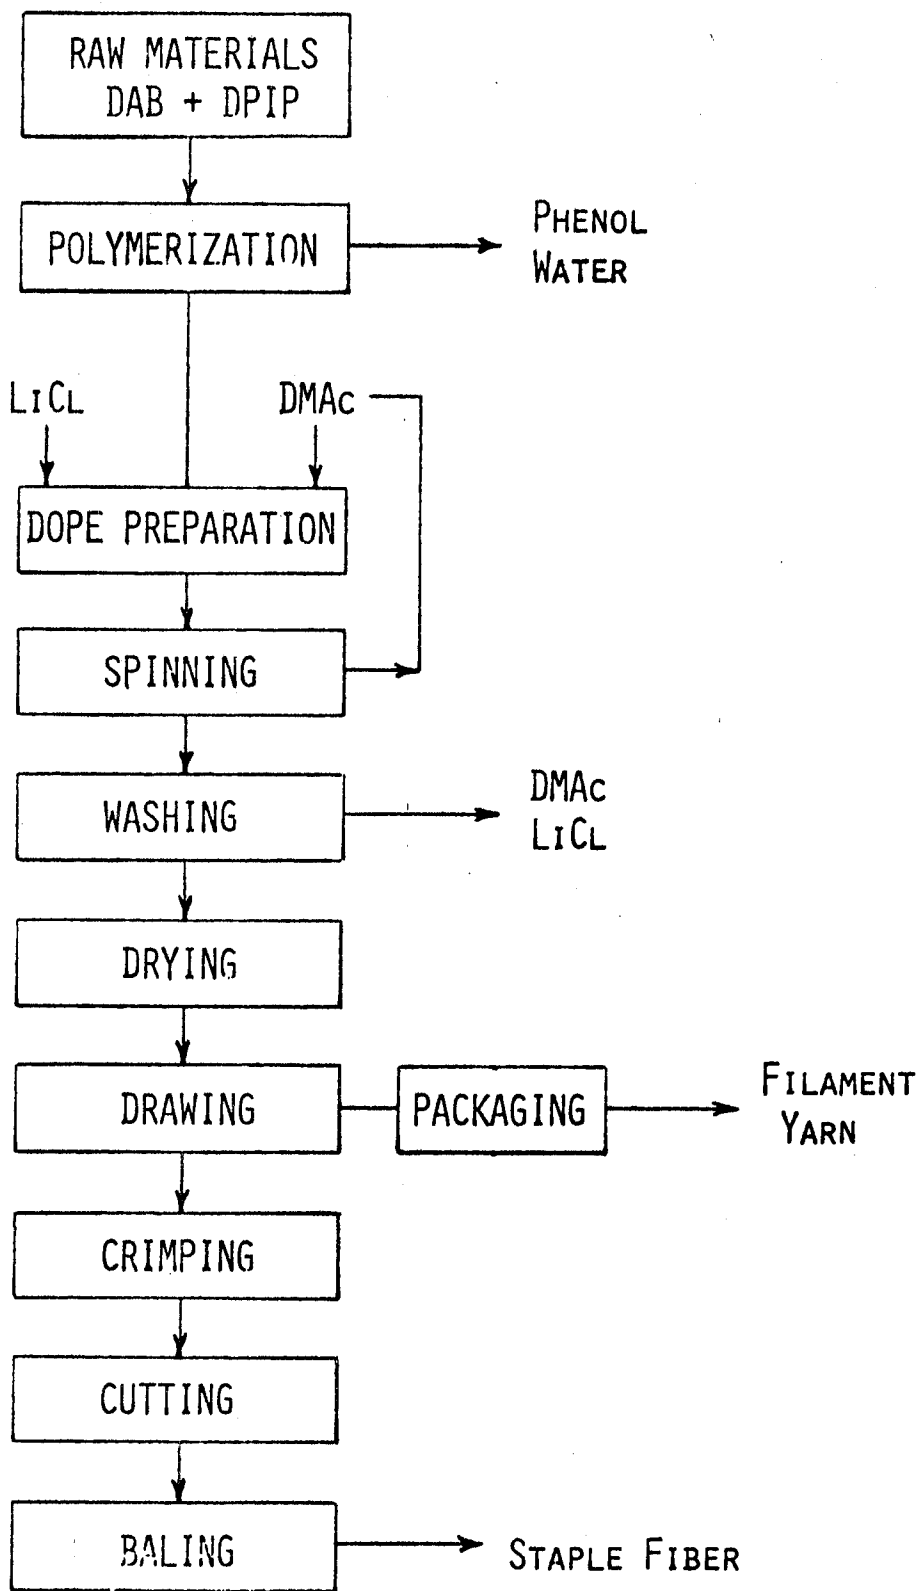 RAW MATERIALS
DAB + DPIP
POLYMERIZATION
PHENOL
WATER
LICL
DMAC
DOPE PREPARATION
SPINNING
WASHING
DMAC
LICL
DRYING
DRAWING
PACKAGING
FILAMENT
YARN
CRIMPING
CUTTING
BALING
STAPLE FIBER